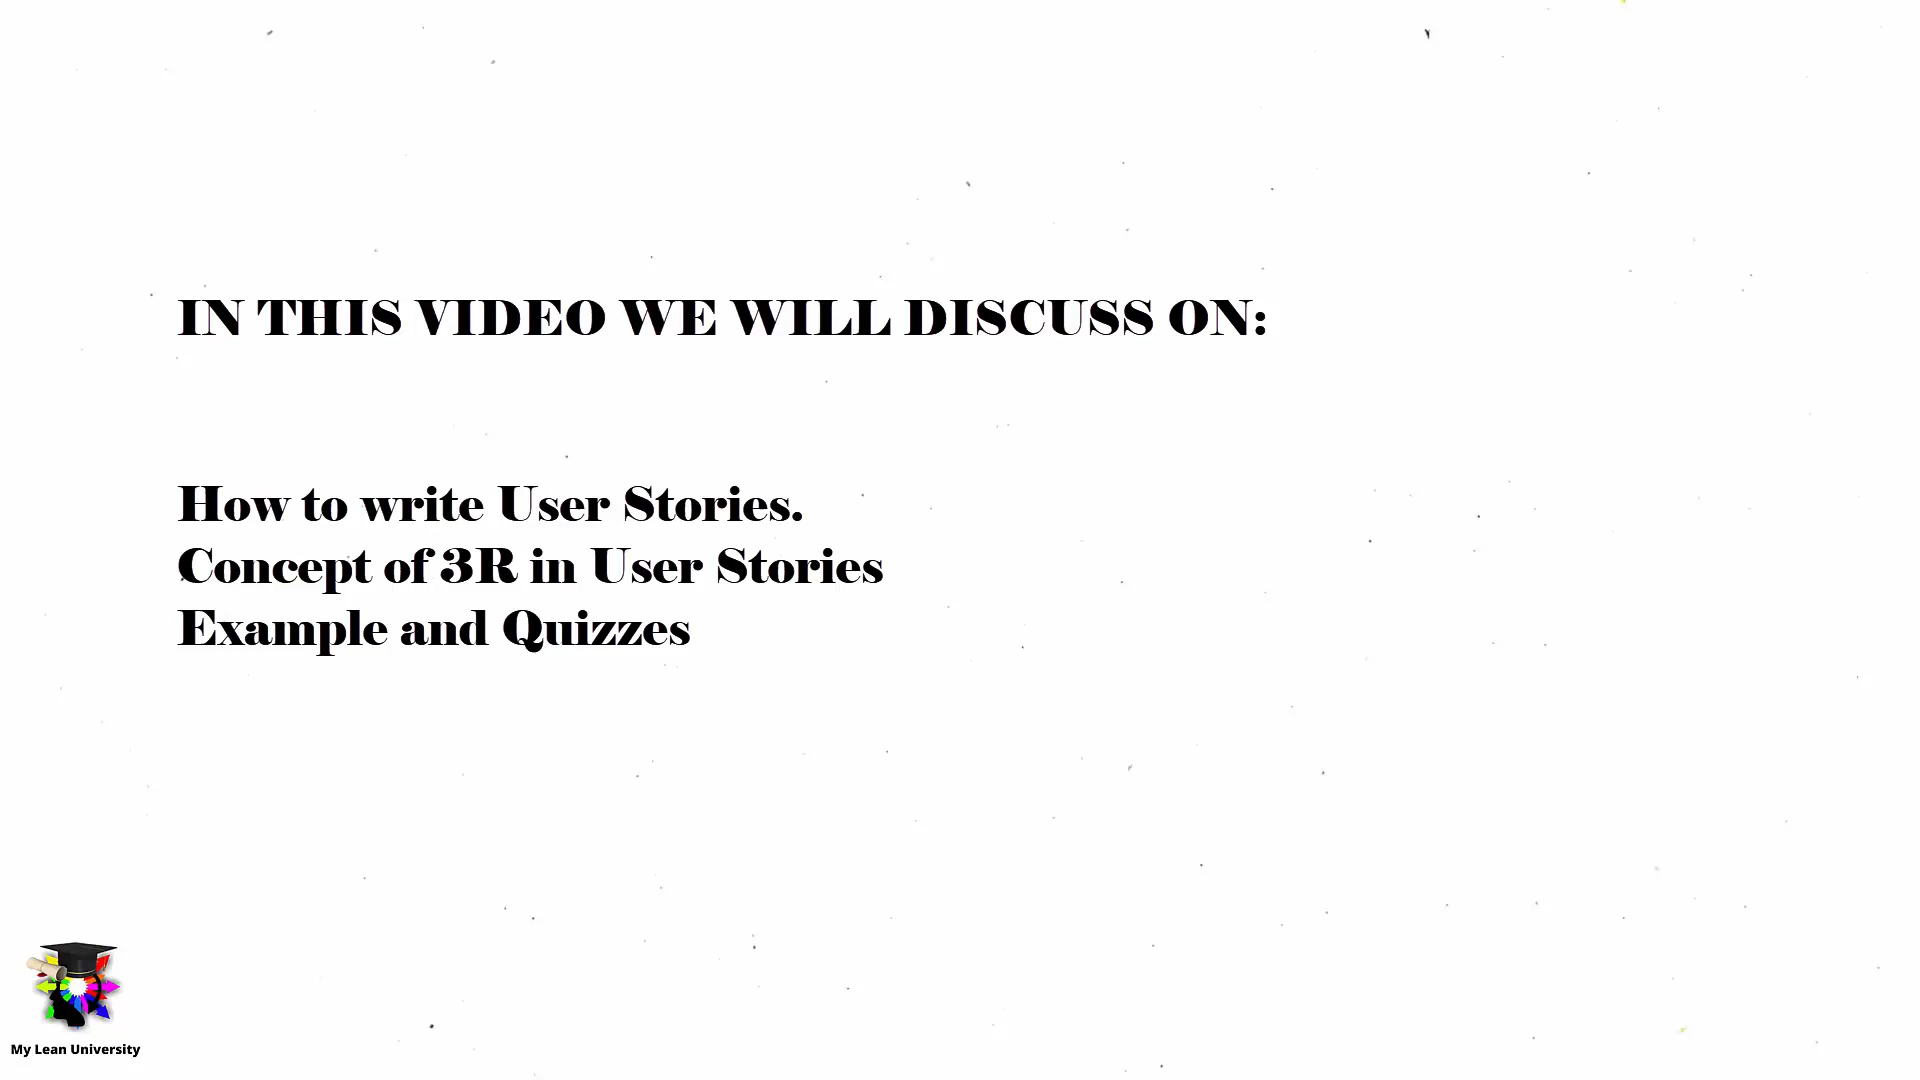 IN THIS VIDEO WE WILL DISCUSS ON:
How to write User Stories.
Concept of 3R in User Stories
Example and Quizzes
My Lean University